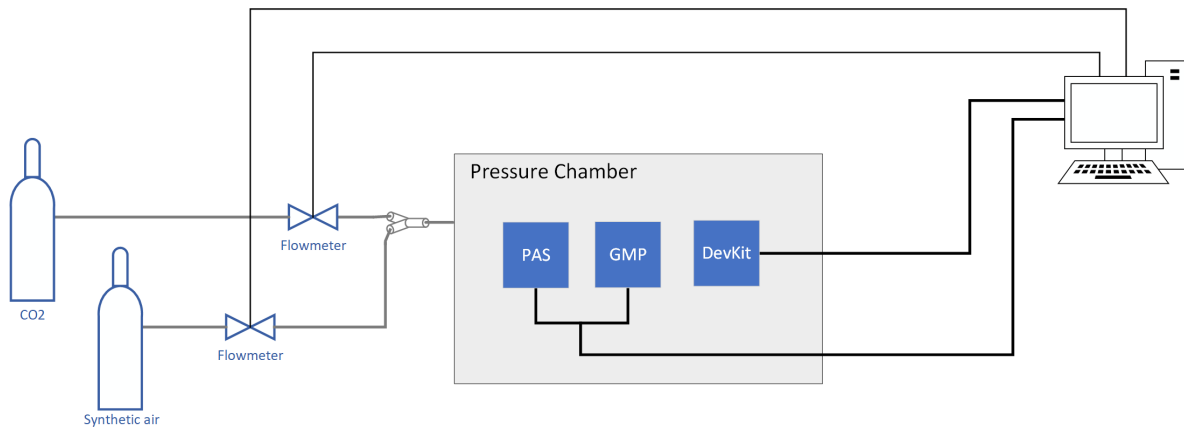 Pressure Chamber
PAS
GMP
DevKit
Flowmeter
CO2
Flowmeter
Synthetic air